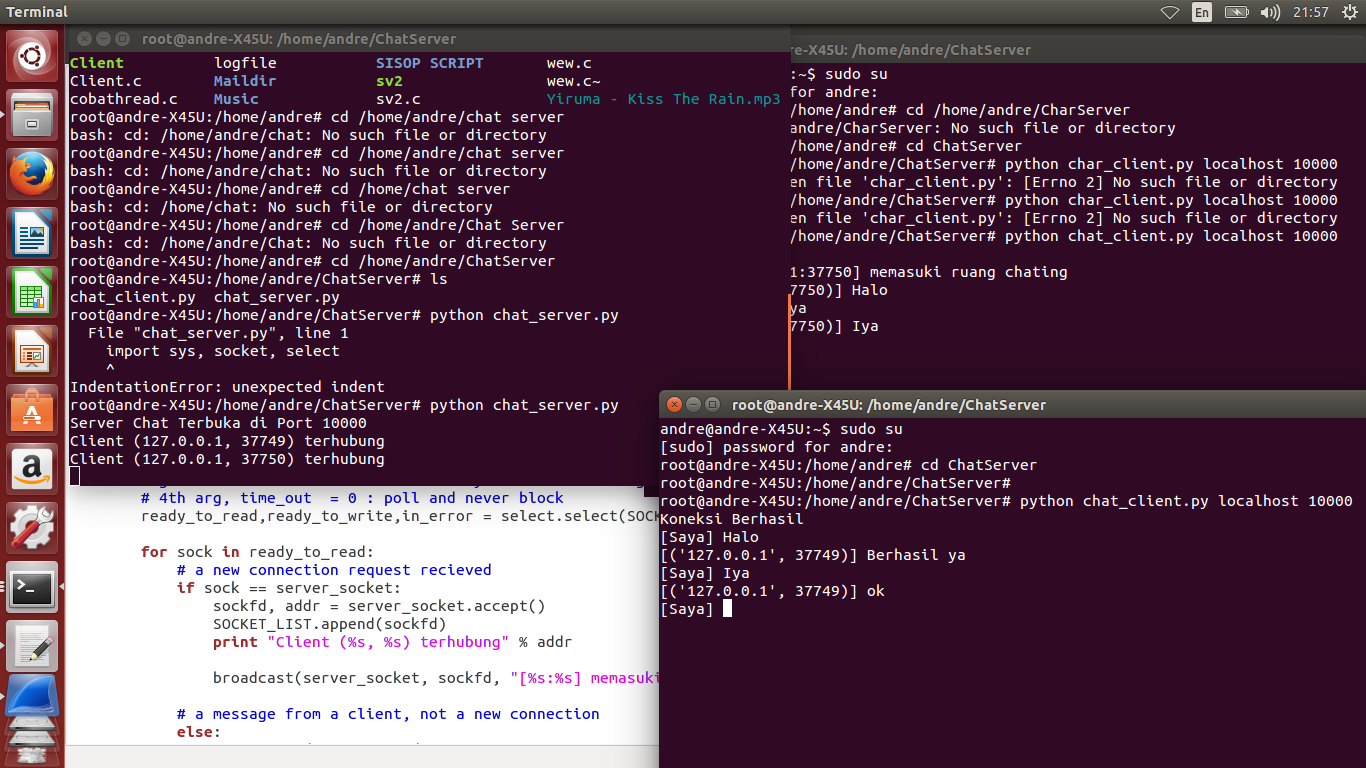 Terminal
En
21:57
root@andre-X45U: /home/andre/ChatServer
Client logfile SISOP SCRIPT wew.c
Client.c Maildir sv2 wew.c~
cobathread.c Music sv2.c Yiruma - Kiss The Rain.mp3
root@andre-X45U:/home/andre# cd /home/andre/chat server
bash: cd: /home/andre/chat: No such file or directory
root@andre-X45U:/home/andre# cd /home/andre/chat server
bash: cd: /home/andre/chat: No such file or directory
root@andre-X45U:/home/andre# cd /home/chat server
bash: cd: /home/chat: No such file or directory
root@andre-X45U:/home/andre# cd /home/andre/Chat Server
bash: cd: /home/andre/Chat: No such file or directory
root@andre-X45U:/home/andre# cd /home/andre/ChatServer
root@andre-X45U:/home/andre/ChatServer# ls
chat_client.py chat_server.py
root@andre-X45U:/home/andre/ChatServer# python chat_server.py
File "chat_server.py", line 1
import sys, socket, select
^
IndentationError: unexpected indent
root@andre-X45U:/home/andre/ChatServer# python chat_server.py
Server Chat Terbuka di Port 10000
Client (127.0.0.1, 37749) terhubung
Client (127.0.0.1, 37750) terhubung
re-X45U: /home/andre/ChatServer
:~$ sudo su
for andre:
/home/andre# cd /home/andre/CharServer
andre/CharServer: No such file or directory
/home/andre# cd ChatServer
/home/andre/ChatServer# python char_client.py localhost 10000
en file 'char_client.py': [Errno 2] No such file or directory
/home/andre/ChatServer# python char_client.py localhost 10000
en file 'char_client.py': [Errno 2] No such file or directory
/home/andre/ChatServer# python chat_client.py localhost 10000
1:37750] memasuki ruang chating
7750)] Halo
ya
7750)] Iya
root@andre-X45U: /home/andre/ChatServer
andre@andre-X45U:~$ sudo su
[sudo] password for andre:
root@andre-X45U:/home/andre# cd ChatServer
root@andre-X45U:/home/andre/ChatServer#
root@andre-X45U:/home/andre/ChatServer# python chat_client.py localhost 10000
Koneksi Berhasil
[Saya] Halo
[('127.0.0.1', 37749)] Berhasil ya
[Saya] Iya
[('127.0.0.1', 37749)] ok
[Saya]
# 4th arg, time_out = 0 : poll and never block
ready_to_read,ready_to_write,in_error = select.select(SOCK
for sock in ready_to_read:
# a new connection request recieved
if sock == server_socket:
sockfd, addr = server_socket.accept()
SOCKET_LIST.append(sockfd)
print "Client (%s, %s) terhubung" % addr
broadcast(server_socket, sockfd, "[%s:%s] memasuki
# a message from a client, not a new connection
else: